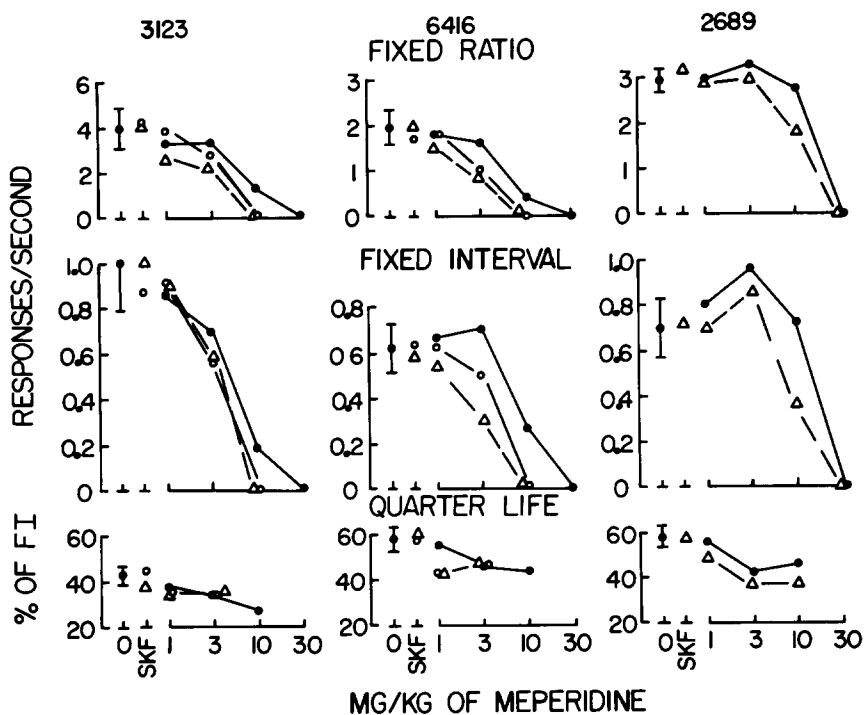 3123 6416 2689
FIXED RATIO
6 3 3
4 2 2
2 1 1
0 0 0
RESPONSES/SECOND
FIXED INTERVAL
1.0 0.8 1.0
0.8 0.6 0.8
0.6 0.4 0.6
0.4 0.2 0.4
0.2 0 0.2
0 0
QUARTER LIFE
% OF FI
60 60 60
40 40 40
20 20 20
0 SKF 1 3 10 30 0 SKF 1 3 10 30 0 SKF 1 3 10 30
MG/KG OF MEPERIDINE